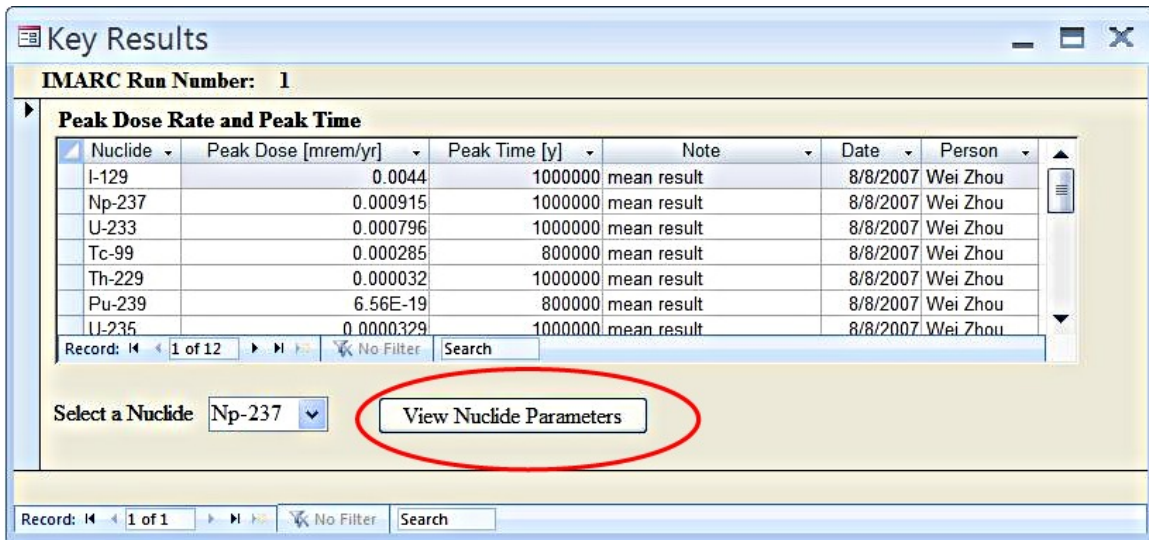 Key Results
IMARC Run Number: 1
Peak Dose Rate and Peak Time
Nuclide Peak Dose [mrem/yr] Peak Time [y] Note Date Person
I-129 0.0044 1000000 mean result 8/8/2007 Wei Zhou
Np-237 0.000915 1000000 mean result 8/8/2007 Wei Zhou
U-233 0.000796 1000000 mean result 8/8/2007 Wei Zhou
Tc-99 0.000285 800000 mean result 8/8/2007 Wei Zhou
Th-229 0.000032 1000000 mean result 8/8/2007 Wei Zhou
Pu-239 6.56E-19 800000 mean result 8/8/2007 Wei Zhou
U-235 0.0000329 1000000 mean result 8/8/2007 Wei Zhou
Record: 1 of 12 No Filter Search
Select a Nuclide Np-237 View Nuclide Parameters
Record: 1 of 1 No Filter Search